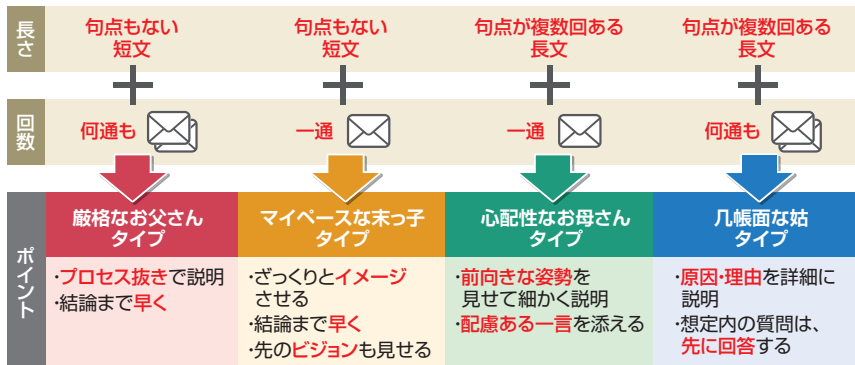 長さ
句点もない
短文
句点もない
短文
句点が複数回ある
長文
句点が複数回ある
長文
回数
何通も
一通
一通
何通も
ポイント
厳格なお父さん
タイプ
・プロセス抜きで説明
・結論まで早く
マイペースな末っ子
タイプ
・ざっくりとイメージ
させる
・結論まで早く
・先のビジョンも見せる
心配性なお母さん
タイプ
・前向きな姿勢を
見せて細かく説明
・配慮ある一言を添える
几帳面な姑
タイプ
・原因・理由を詳細に
説明
・想定内の質問は、
先に回答する